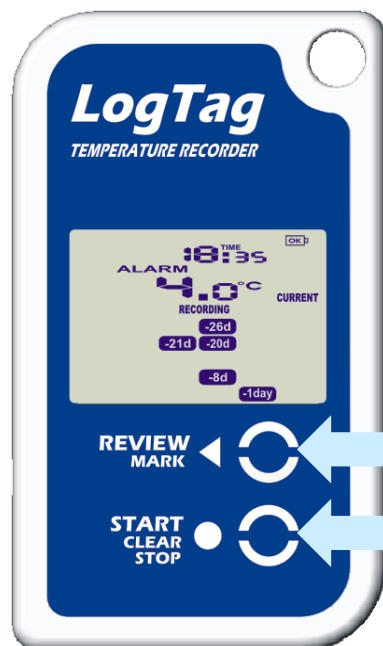 LogTag
TEMPERATURE RECORDER
OK
TIME
18:35
ALARM
4.0°C
CURRENT
RECORDING
-26d
-21d -20d
-8d
-1day
REVIEW
MARK
START
CLEAR
STOP